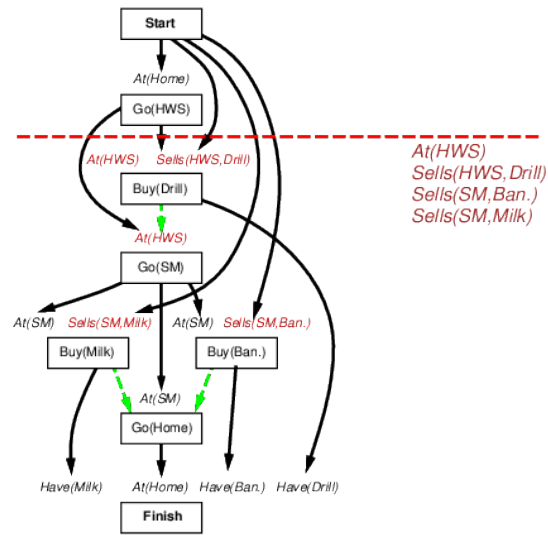 Start
At(Home)
Go(HWS)
At(HWS) Sells(HWS,Drill)
At(HWS)
Sells(HWS,Drill)
Sells(SM,Ban.)
Sells(SM,Milk)
Buy(Drill)
At(HWS)
Go(SM)
At(SM) Sells(SM,Milk) At(SM) Sells(SM,Ban.)
Buy(Milk) Buy(Ban.)
At(SM)
Go(Home)
Have(Milk) At(Home) Have(Ban.) Have(Drill)
Finish